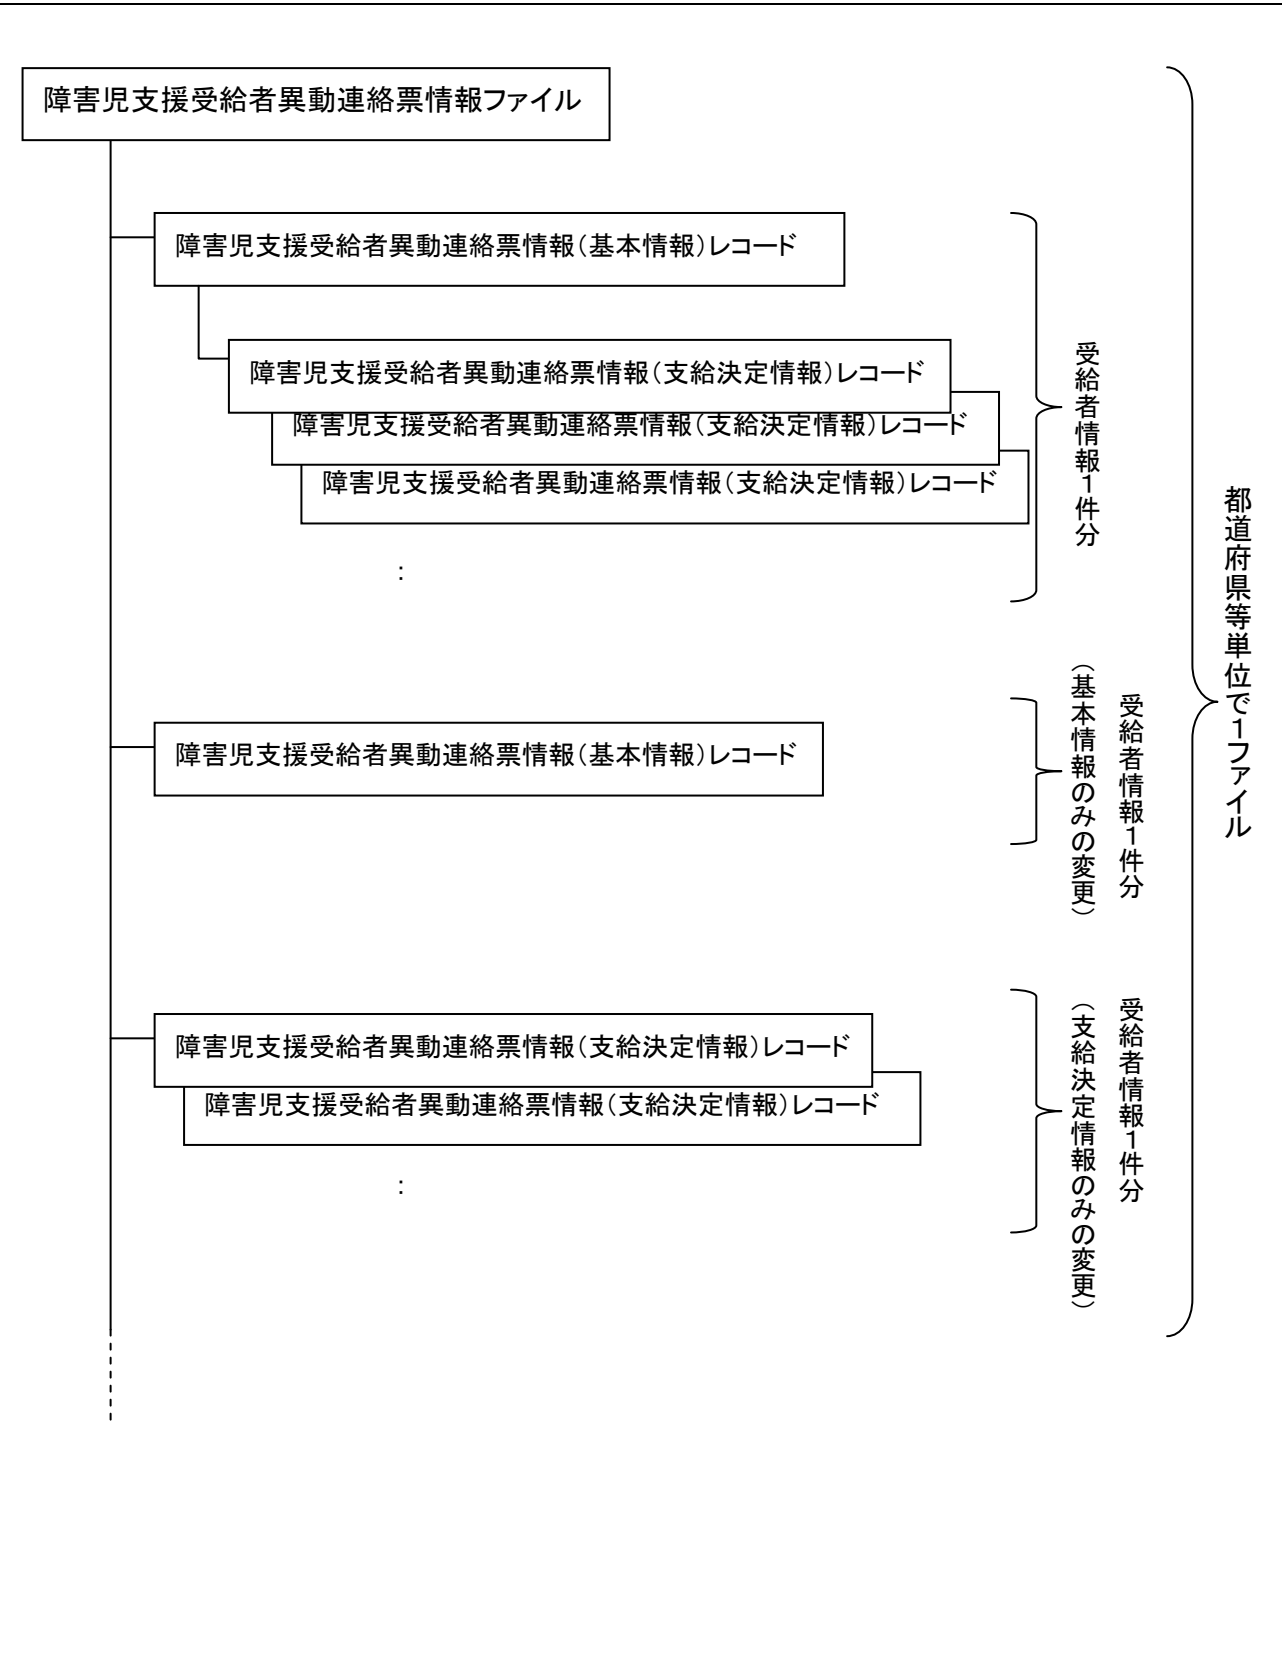 障害児支援受給者異動連絡票情報ファイル
障害児支援受給者異動連絡票情報（基本情報）レコード
障害児支援受給者異動連絡票情報（支給決定情報）レコード
障害児支援受給者異動連絡票情報（支給決定情報）レコード
障害児支援受給者異動連絡票情報（支給決定情報）レコード
：
受給者情報１件分
障害児支援受給者異動連絡票情報（基本情報）レコード
受給者情報１件分
（基本情報のみの変更）
障害児支援受給者異動連絡票情報（支給決定情報）レコード
障害児支援受給者異動連絡票情報（支給決定情報）レコード
：
受給者情報１件分
（支給決定情報のみの変更）
都道府県等単位で１ファイル